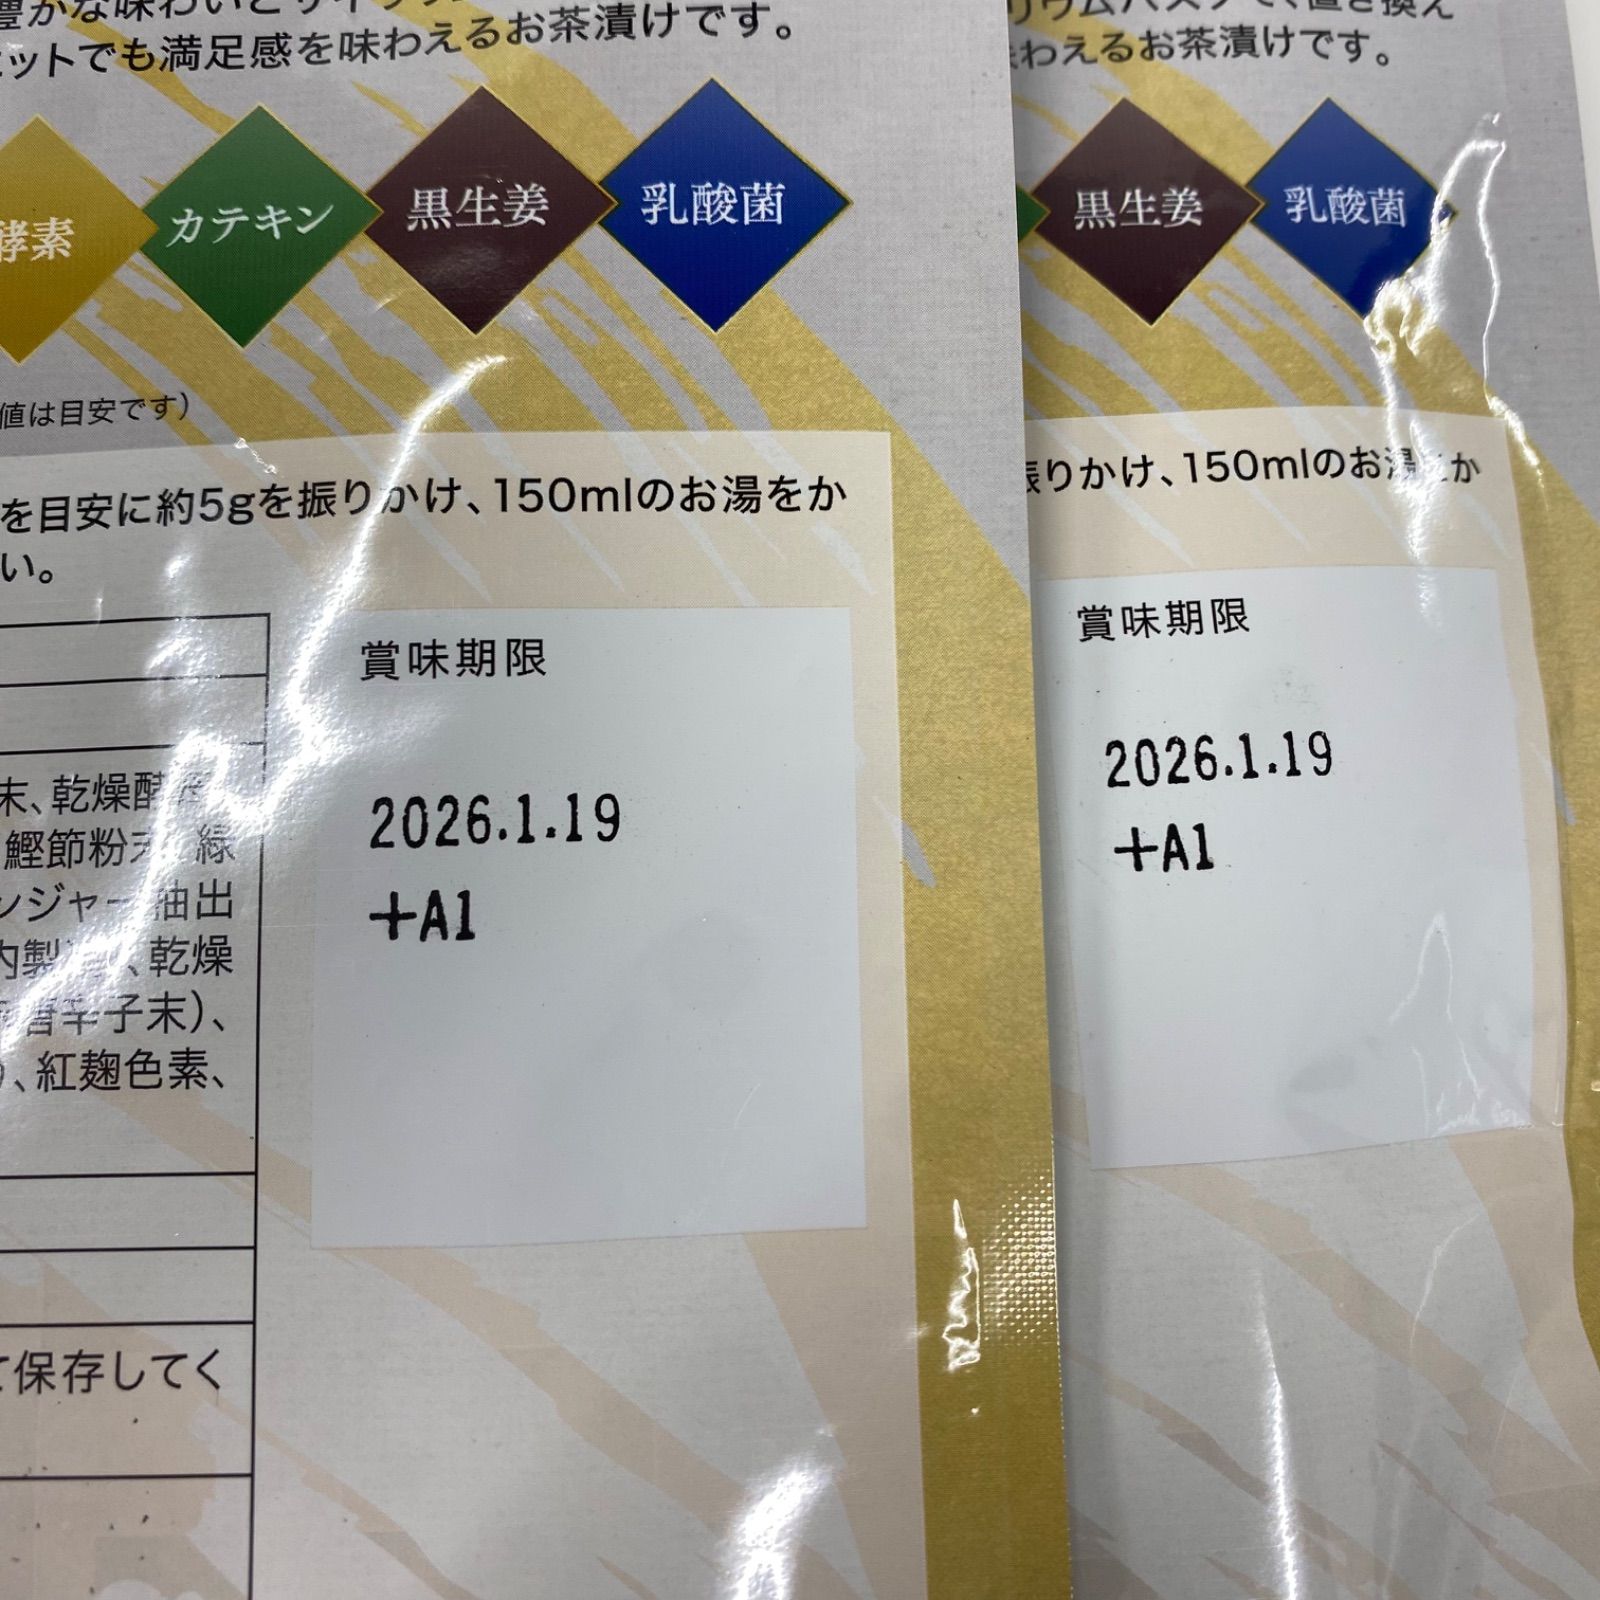 豊かな味わいと
ットでも満足感を味わえるお茶漬けです。
酵素
カテキン
黒生姜
乳酸菌
値は目安です）
を目安に約5gを振りかけ、150mlのお湯をか
い。
賞味期限
2026.1.19
+A1
末、乾燥
鰹節粉末、緑
ンジャー抽出
乾燥
唐辛子末）、
、紅麹色素、
て保存してく
わえるお茶漬けです。
黒生姜
乳酸菌
振りかけ、150mlのお湯をか
賞味期限
2026.1.19
+A1